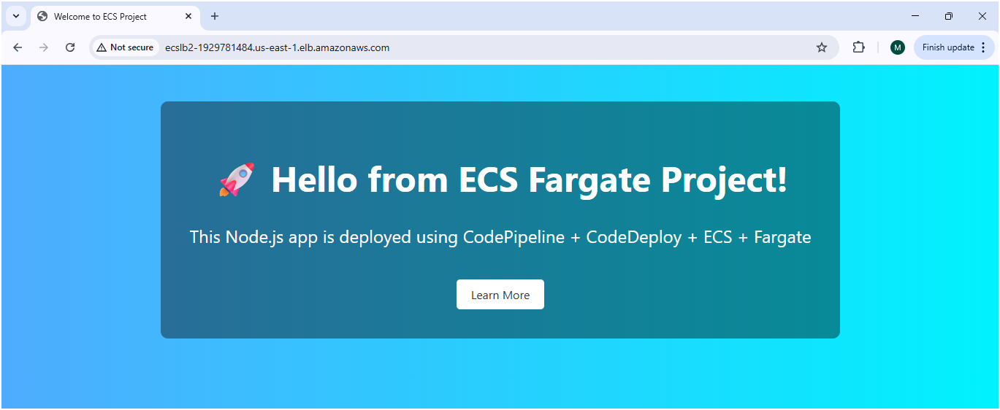 Welcome to ECS Project
Not secure
ecslb2-1929781484.us-east-1.elb.amazonaws.com
M
Finish update
🚀 Hello from ECS Fargate Project!
This Node.js app is deployed using CodePipeline + CodeDeploy + ECS + Fargate
Learn More